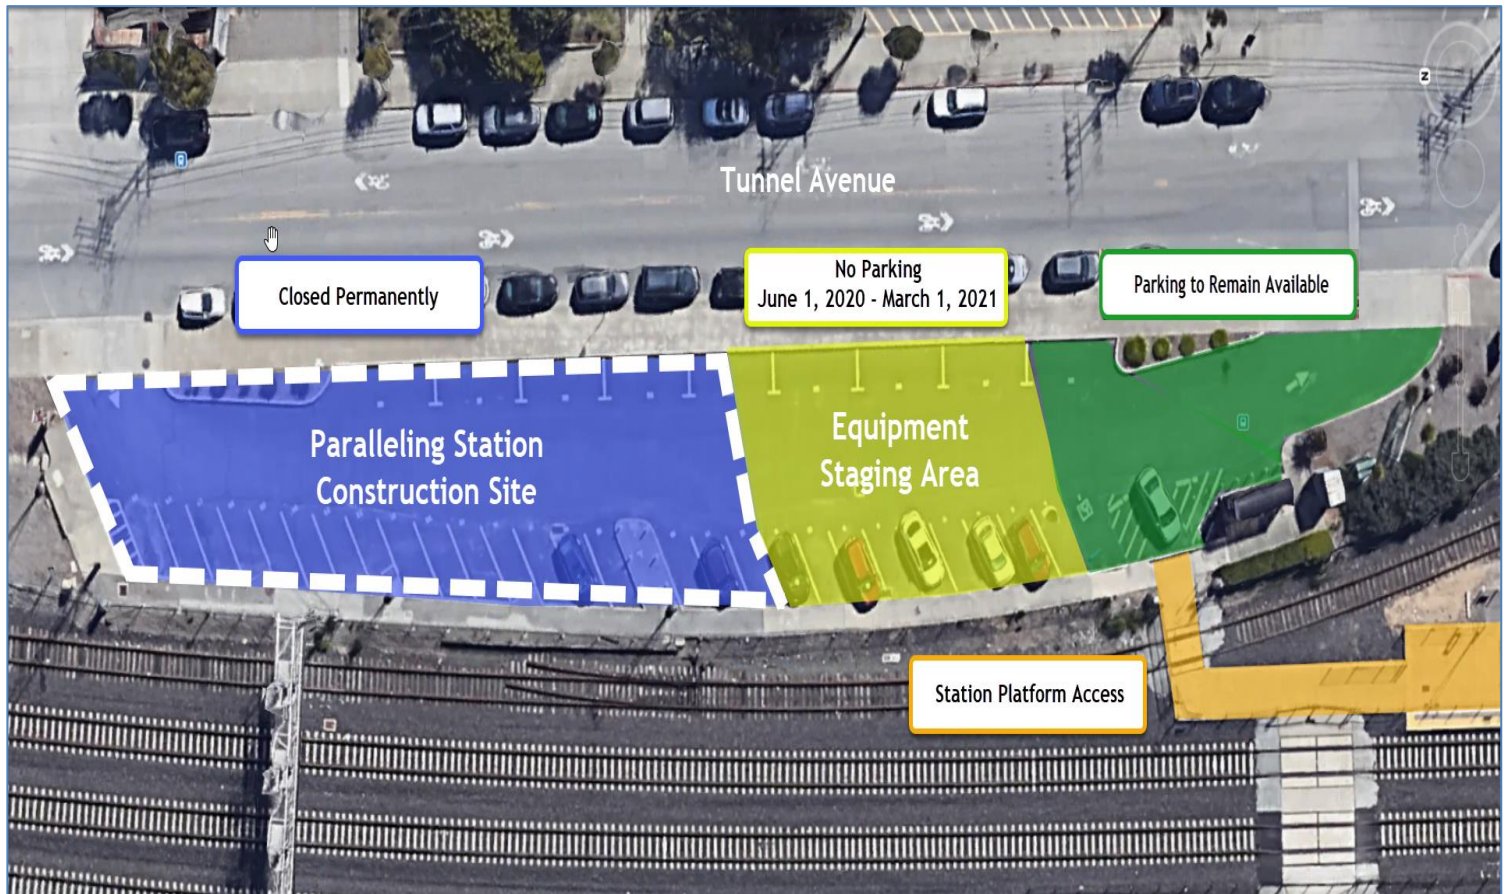 Tunnel Avenue
Closed Permanently
No Parking
June 1, 2020 - March 1, 2021
Parking to Remain Available
Paralleling Station
Construction Site
Equipment
Staging Area
Station Platform Access
N